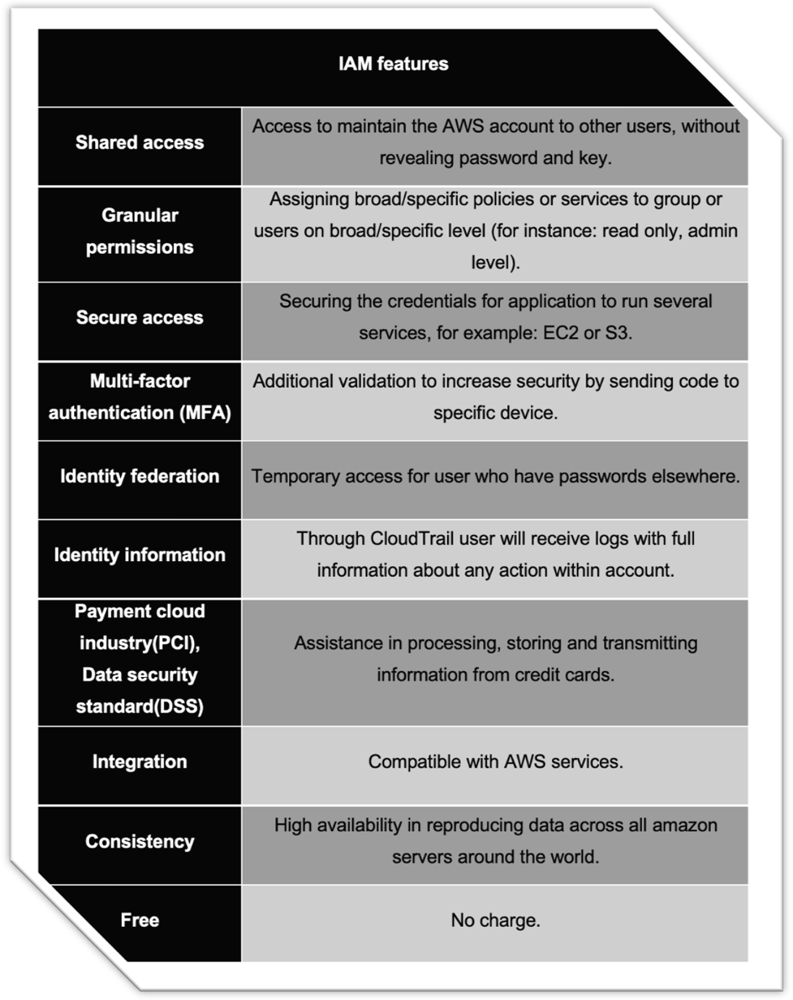 IAM features
Shared access
Access to maintain the AWS account to other users, without
revealing password and key.
Granular
permissions
Assigning broad/specific policies or services to group or
users on broad/specific level (for instance: read only, admin
level).
Secure access
Securing the credentials for application to run several
services, for example: EC2 or S3.
Multi-factor
authentication (MFA)
Additional validation to increase security by sending code to
specific device.
Identity federation
Temporary access for user who have passwords elsewhere.
Identity information
Through CloudTrail user will receive logs with full
information about any action within account.
Payment cloud
industry(PCI),
Data security
standard(DSS)
Assistance in processing, storing and transmitting
information from credit cards.
Integration
Compatible with AWS services.
Consistency
High availability in reproducing data across all amazon
servers around the world.
Free
No charge.